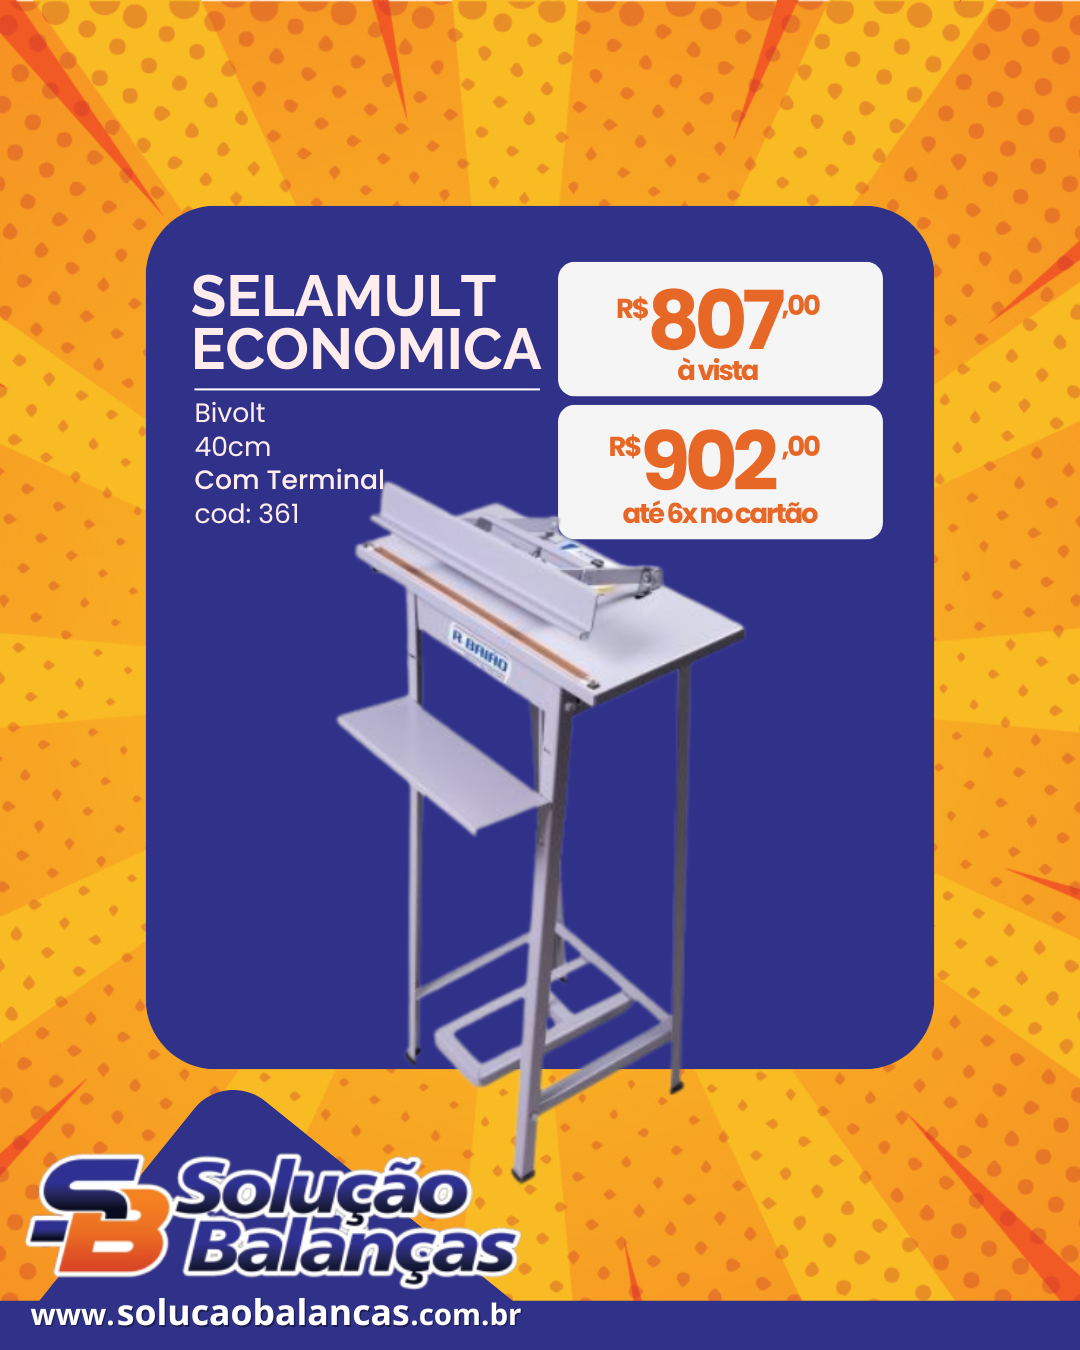 SELAMULT
ECONOMICA
Bivolt
40cm
Com Terminal
cod: 361
R$807,00
à vista
R$902,00
até 6x no cartão
R BAIÃO
SB Solução
Balanças
www.solucaobalancas.com.br